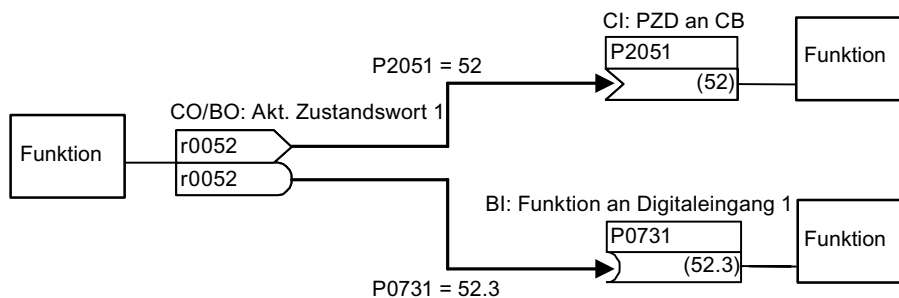 CI: PZD an CB
P2051
(52)
Funktion
P2051 = 52
CO/BO: Akt. Zustandswort 1
Funktion
r0052
r0052
BI: Funktion an Digitaleingang 1
P0731
(52.3)
Funktion
P0731 = 52.3